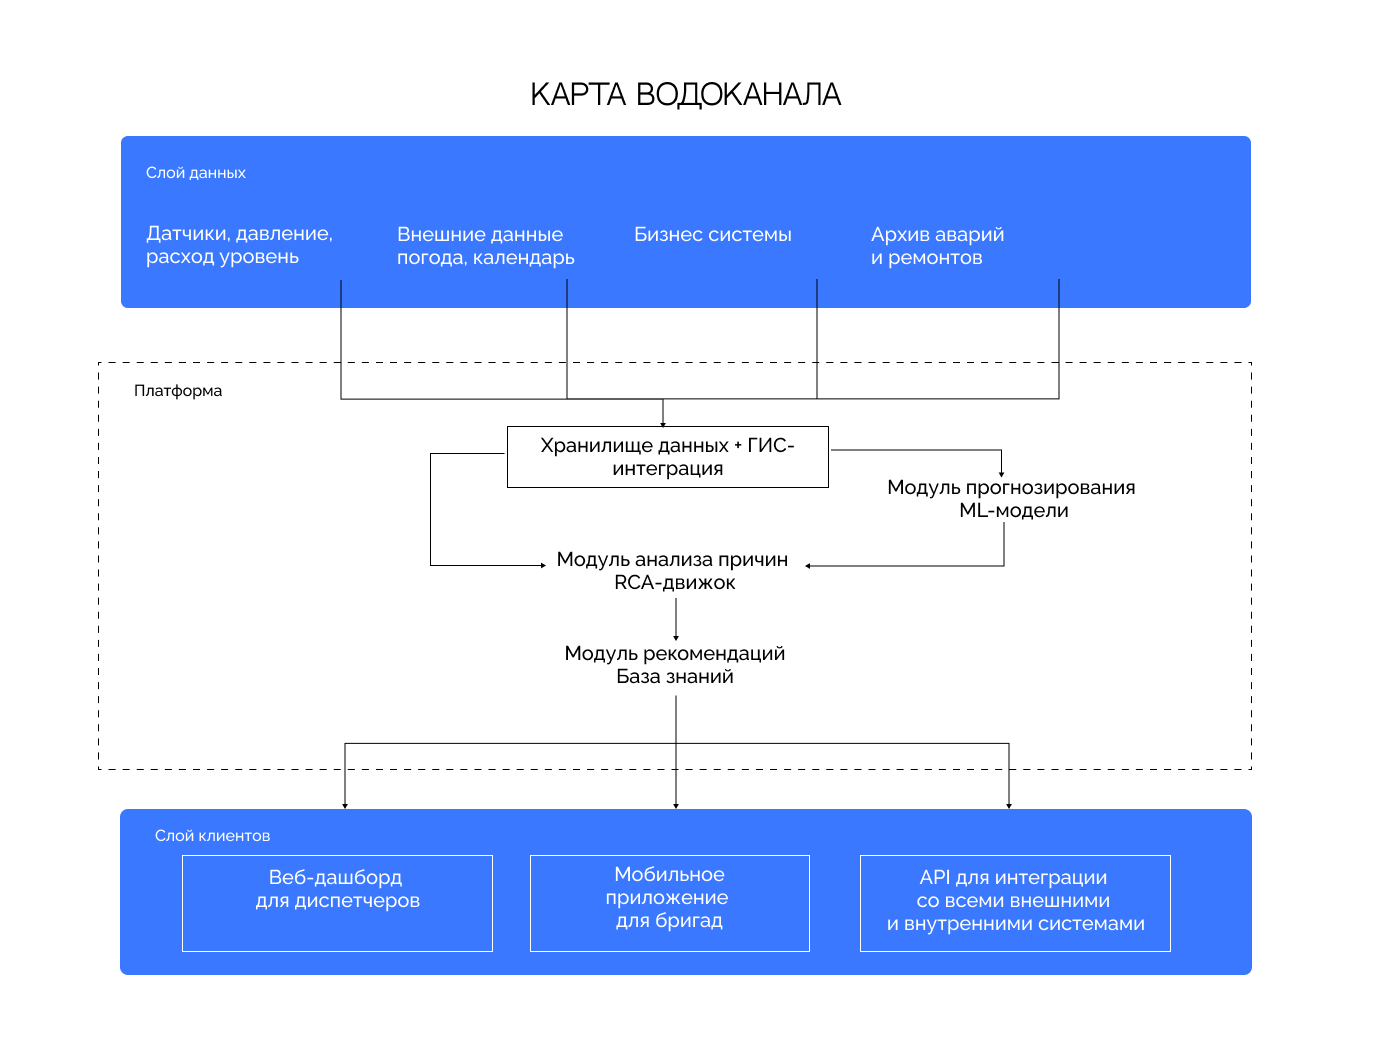 КАРТА ВОДОКАНАЛА
Слой данных
Датчики, давление,
расход уровень
Внешние данные
погода, календарь
Бизнес системы
Архив аварий
и ремонтов
Платформа
Хранилище данных + ГИС-
интеграция
Модуль прогнозирования
ML-модели
Модуль анализа причин
RCA-движок
Модуль рекомендаций
База знаний
Слой клиентов
Веб-дашборд
для диспетчеров
Мобильное
приложение
для бригад
API для интеграции
со всеми внешними
и внутренними системами